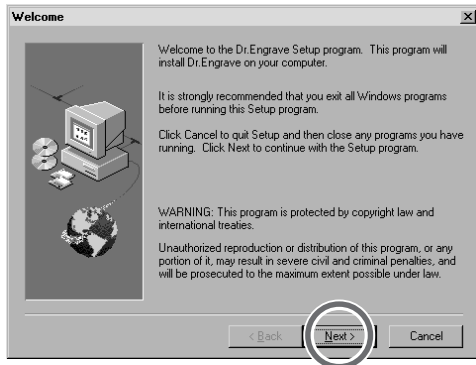 Welcome
Welcome to the Dr.Engrave Setup program. This program will
install Dr.Engrave on your computer.
It is strongly recommended that you exit all Windows programs
before running this Setup program.
Click Cancel to quit Setup and then close any programs you have
running. Click Next to continue with the Setup program.
WARNING: This program is protected by copyright law and
international treaties.
Unauthorized reproduction or distribution of this program, or any
portion of it, may result in severe civil and criminal penalties, and
will be prosecuted to the maximum extent possible under law.
< Back Next > Cancel